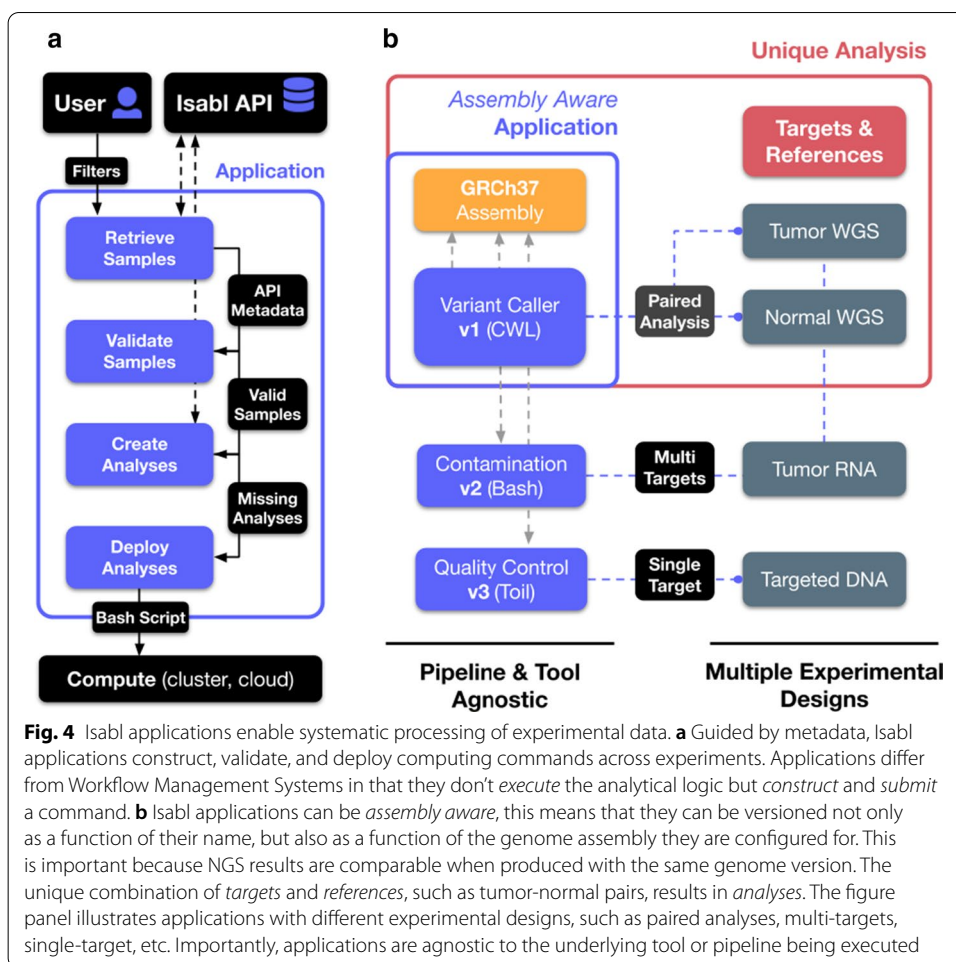 a
User
Isabl API
Filters
Application
Retrieve
Samples
API
Metadata
Validate
Samples
Valid
Samples
Create
Analyses
Missing
Analyses
Deploy
Analyses
Bash Script
Compute (cluster, cloud)
b
Unique Analysis
Assembly Aware
Application
Targets &
References
GRCh37
Assembly
Tumor WGS
Variant Caller
v1 (CWL)
Paired
Analysis
Normal WGS
Contamination
v2 (Bash)
Multi
Targets
Tumor RNA
Quality Control
v3 (Toil)
Single
Target
Targeted DNA
Pipeline & Tool
Agnostic
Multiple Experimental
Designs
Fig. 4 Isabl applications enable systematic processing of experimental data. a Guided by metadata, Isabl
applications construct, validate, and deploy computing commands across experiments. Applications differ
from Workflow Management Systems in that they don't execute the analytical logic but construct and submit
a command. b Isabl applications can be assembly aware, this means that they can be versioned not only
as a function of their name, but also as a function of the genome assembly they are configured for. This
is important because NGS results are comparable when produced with the same genome version. The
unique combination of targets and references, such as tumor-normal pairs, results in analyses. The figure
panel illustrates applications with different experimental designs, such as paired analyses, multi-targets,
single-target, etc. Importantly, applications are agnostic to the underlying tool or pipeline being executed